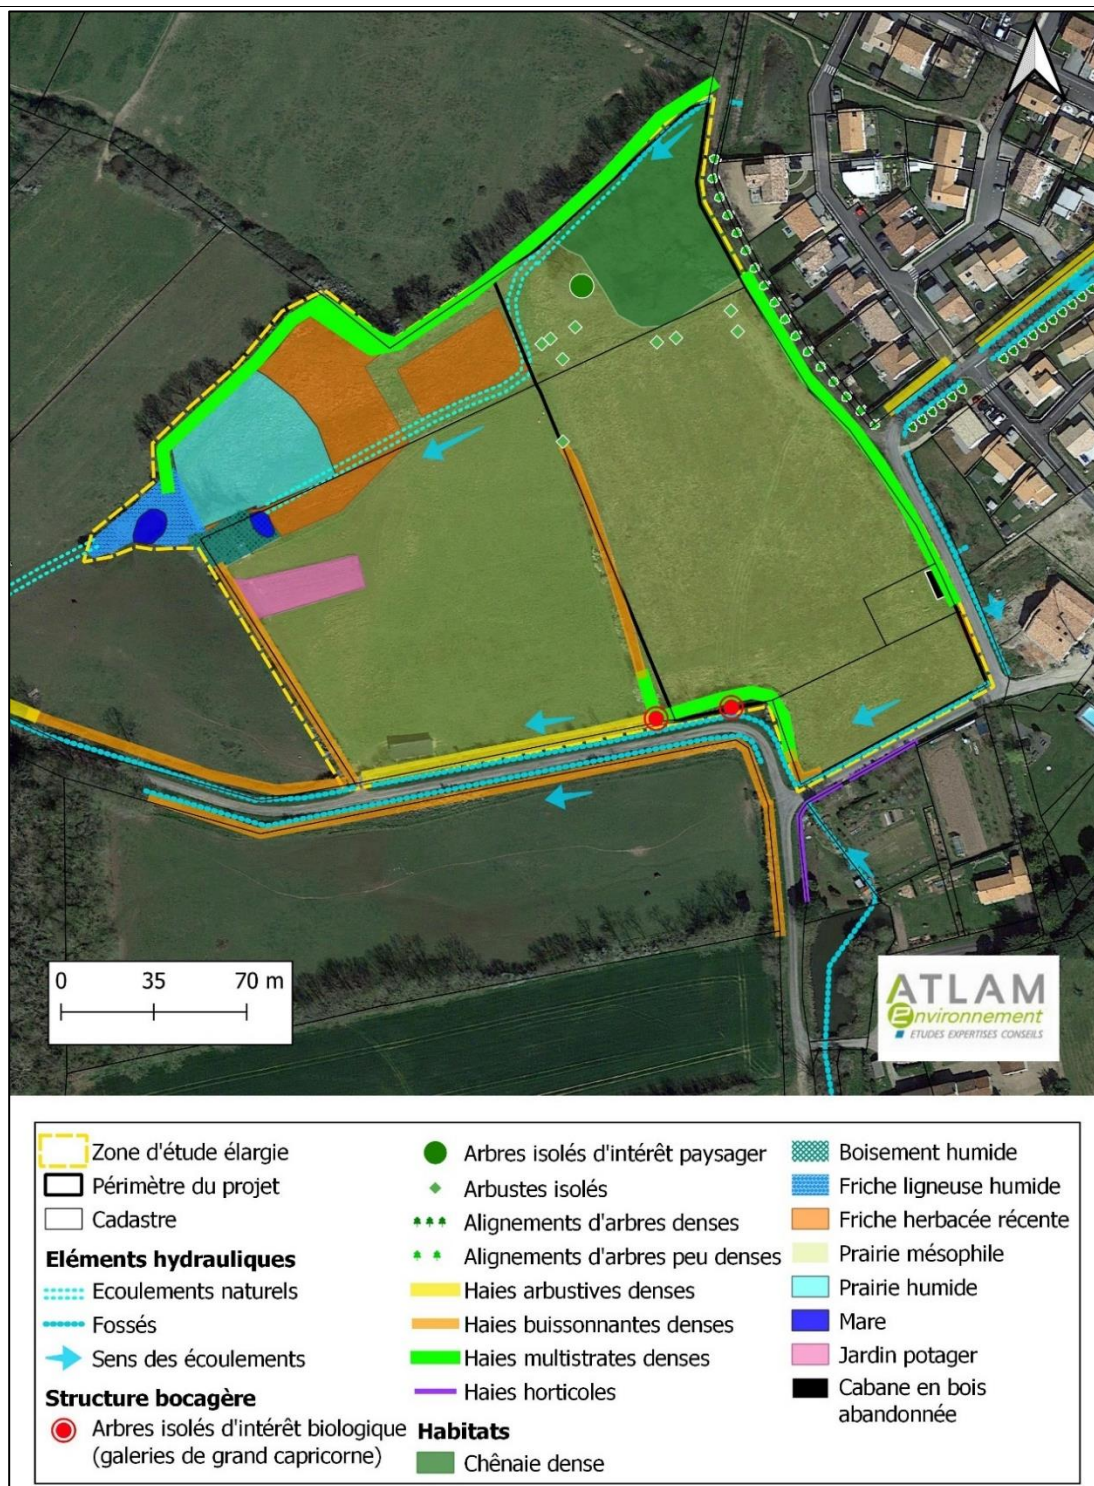 0 35 70 m
ATLAM
environnement
ETUDES EXPERTISES CONSEILS
Zone d'étude élargie
Périmètre du projet
Cadastre
Eléments hydrauliques
Ecoulements naturels
Fossés
Sens des écoulements
Structure bocagère
Arbres isolés d'intérêt biologique
(galeries de grand capricorne)
Arbres isolés d'intérêt paysager
Arbustes isolés
Alignements d'arbres denses
Alignements d'arbres peu denses
Haies arbustives denses
Haies buissonnantes denses
Haies multistrates denses
Haies horticoles
Habitats
Chênaie dense
Boisement humide
Friche ligneuse humide
Friche herbacée récente
Prairie mésophile
Prairie humide
Mare
Jardin potager
Cabane en bois
abandonnée